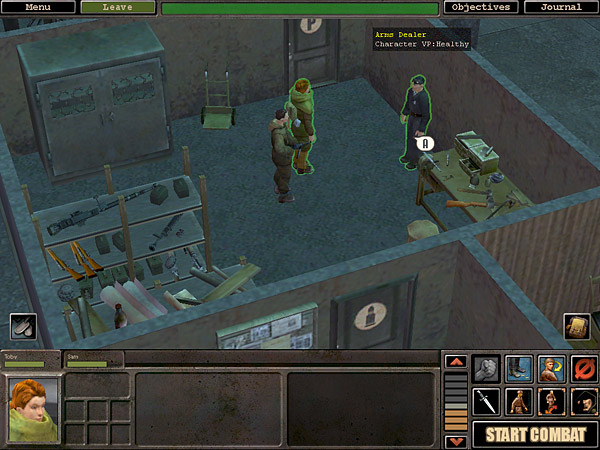 Menu
Leave
Objectives
Journal
P
Arms Dealer
Character VP:Healthy
A
Toby
Sam
START COMBAT